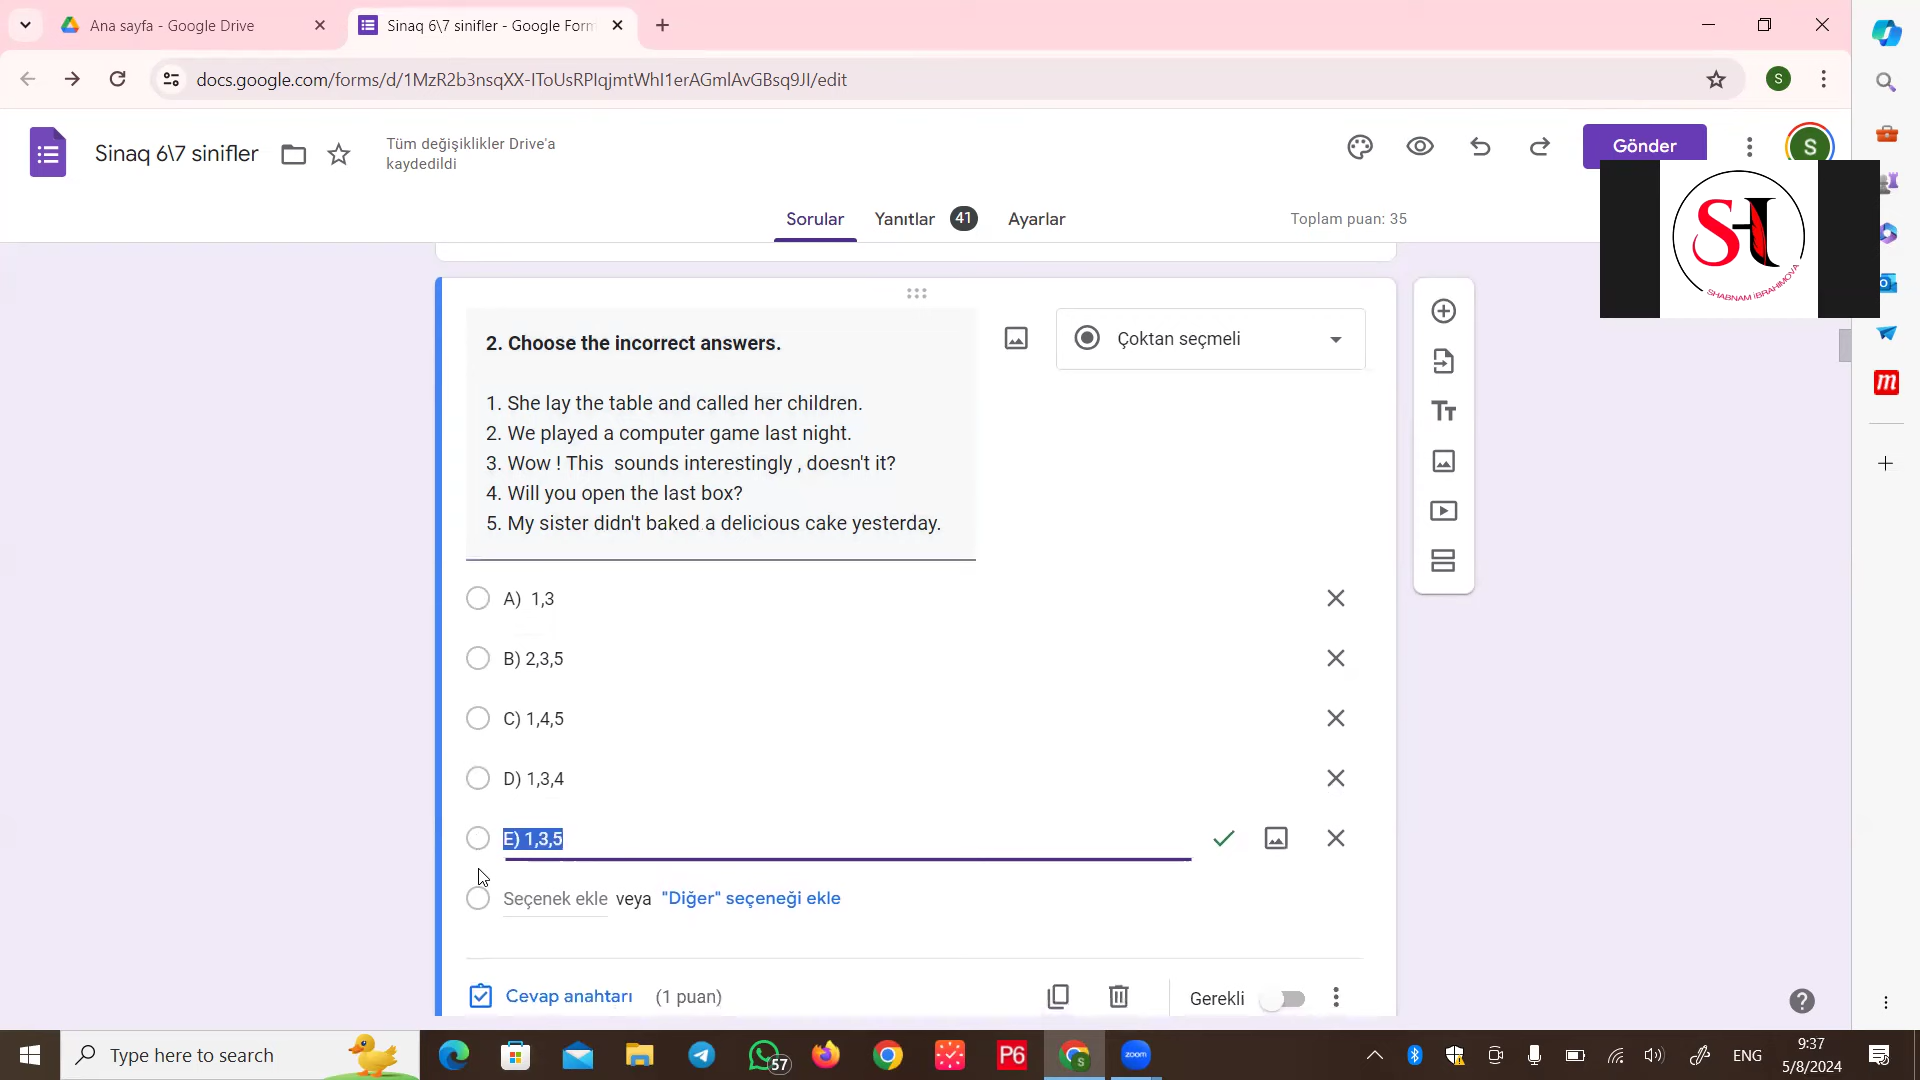 Ana sayfa - Google Drive
Sinaq 6\7 sinifler - Google Form
docs.google.com/forms/d/1MzR2b3nsqXX-IToUsRPIqjmtWhI1erAGmlAvGBsq9JI/edit
S
Sinaq 6\7 sinifler
Tüm değişiklikler Drive'a
kaydedildi
Gönder
S
Sorular
Yanıtlar 41
Ayarlar
Toplam puan: 35
SHABNAM İBRAHIMOVA
2. Choose the incorrect answers.
Çoktan seçmeli
1. She lay the table and called her children.
2. We played a computer game last night.
3. Wow ! This  sounds interestingly , doesn't it?
4. Will you open the last box?
5. My sister didn't baked a delicious cake yesterday.
A)  1,3
B) 2,3,5
C) 1,4,5
D) 1,3,4
E) 1,3,5
Seçenek ekle veya "Diğer" seçeneği ekle
Cevap anahtarı (1 puan)
Gerekli
Type here to search
57
P6
zoom
ENG
9:37
5/8/2024